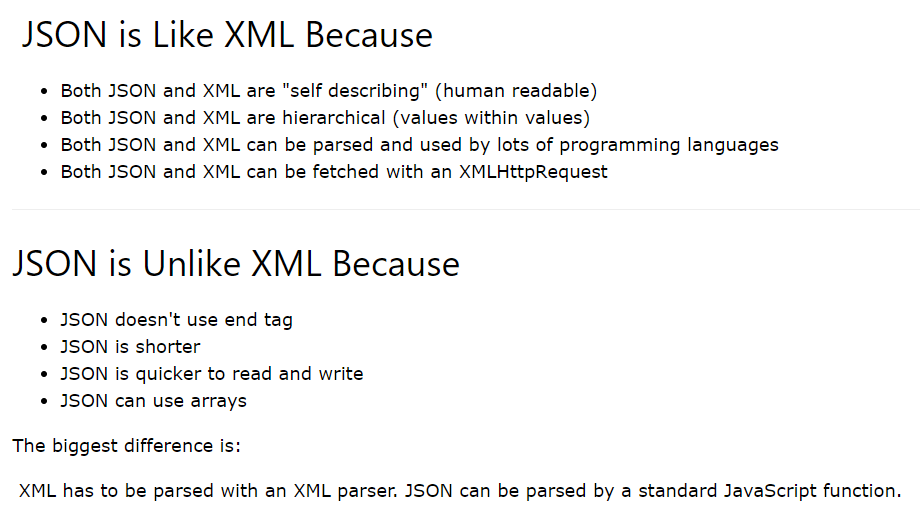 JSON is Like XML Because
• Both JSON and XML are "self describing" (human readable)
• Both JSON and XML are hierarchical (values within values)
• Both JSON and XML can be parsed and used by lots of programming languages
• Both JSON and XML can be fetched with an XMLHttpRequest
JSON is Unlike XML Because
• JSON doesn't use end tag
• JSON is shorter
• JSON is quicker to read and write
• JSON can use arrays
The biggest difference is:
XML has to be parsed with an XML parser. JSON can be parsed by a standard JavaScript function.